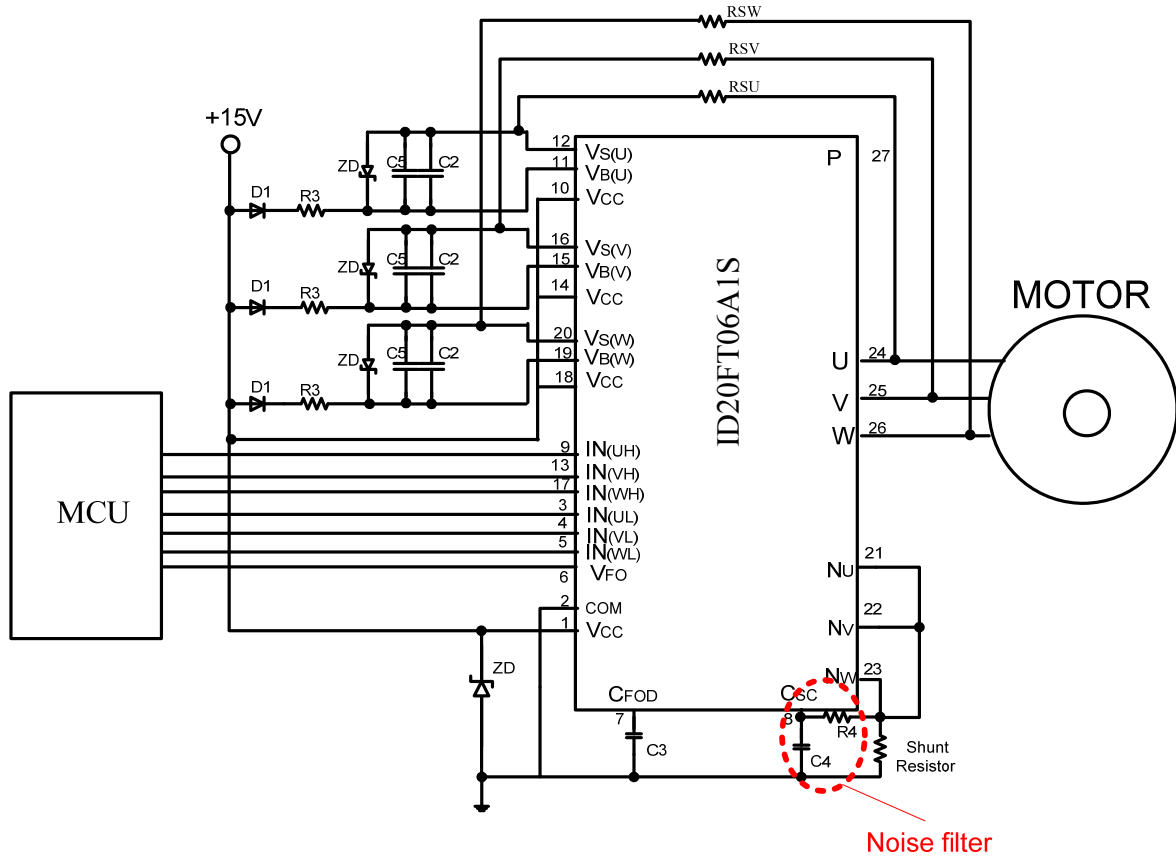 RSW
RSV
RSU
+15V
12
VS(U)
P
27
ZD
C5
C2
11
VB(U)
D1
R3
10
VCC
16
VS(V)
ZD
C5
C2
15
VB(V)
D1
R3
14
VCC
20
VS(W)
ZD
C5
C2
19
VB(W)
D1
R3
18
VCC
ID20FT06A1S
MOTOR
U
24
V
25
W
26
MCU
9
IN(UH)
13
IN(VH)
17
IN(WH)
3
IN(UL)
4
IN(VL)
5
IN(WL)
6
VFO
2
COM
1
VCC
NU
21
NV
22
NW
23
ZD
CFOD
7
C3
CSC
8
R4
C4
Shunt
Resistor
Noise filter